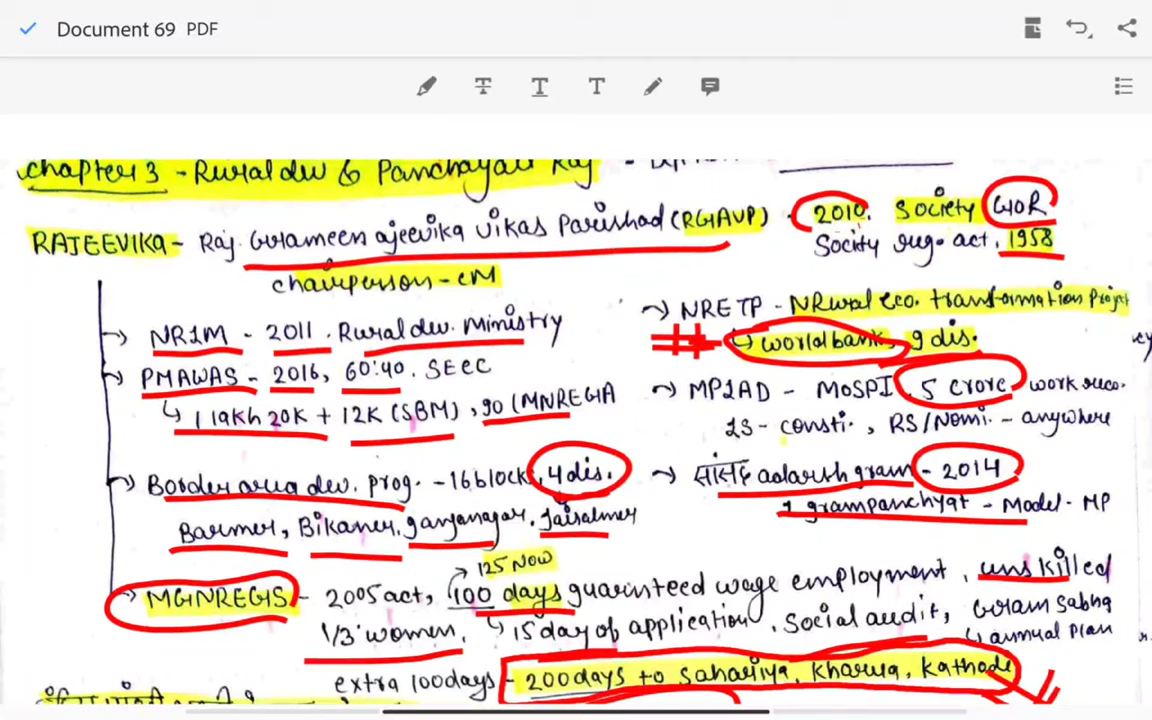 Document 69 PDF
chapter 3 - Rural dev & Panchayati Raj -
RAJEEVIKA - Raj. Grameen ajeevika vikas Parishad (RGAVP) - 2010. Society GOR
Socity reg. act, 1958
chairperson - CM
→ NRLM - 2011. Rural dev. Ministry
→ PMAWAS - 2016, 60:40. SECC
↳ 1 lakh 20K + 12K (SBM), 90 (MNREGA
→ Border area dev. prog. - 16 block, 4 dis.
Barmer, Bikaner, ganganagar, Jaisalmer
→ NRETP - NRural eco. transformation Project
↳ world bank, 9 dis.
→ MPLAD - MoSPI, 5 crore work reco.
LS - consti., RS/Nomi. - anywhere
→ सांसद adarsh gram - 2014
1 grampanchyat - Model - MP
→ 125 NOW
→ MGNREGS - 2005 act, 100 days guaranteed wage employment, unskilled
1/3 women, ↳ 15 day of application, Social audit, Gram Sabha
↳ annual plan
extra 100 days - 200 days to Sahariya, Kharua, Kathodi